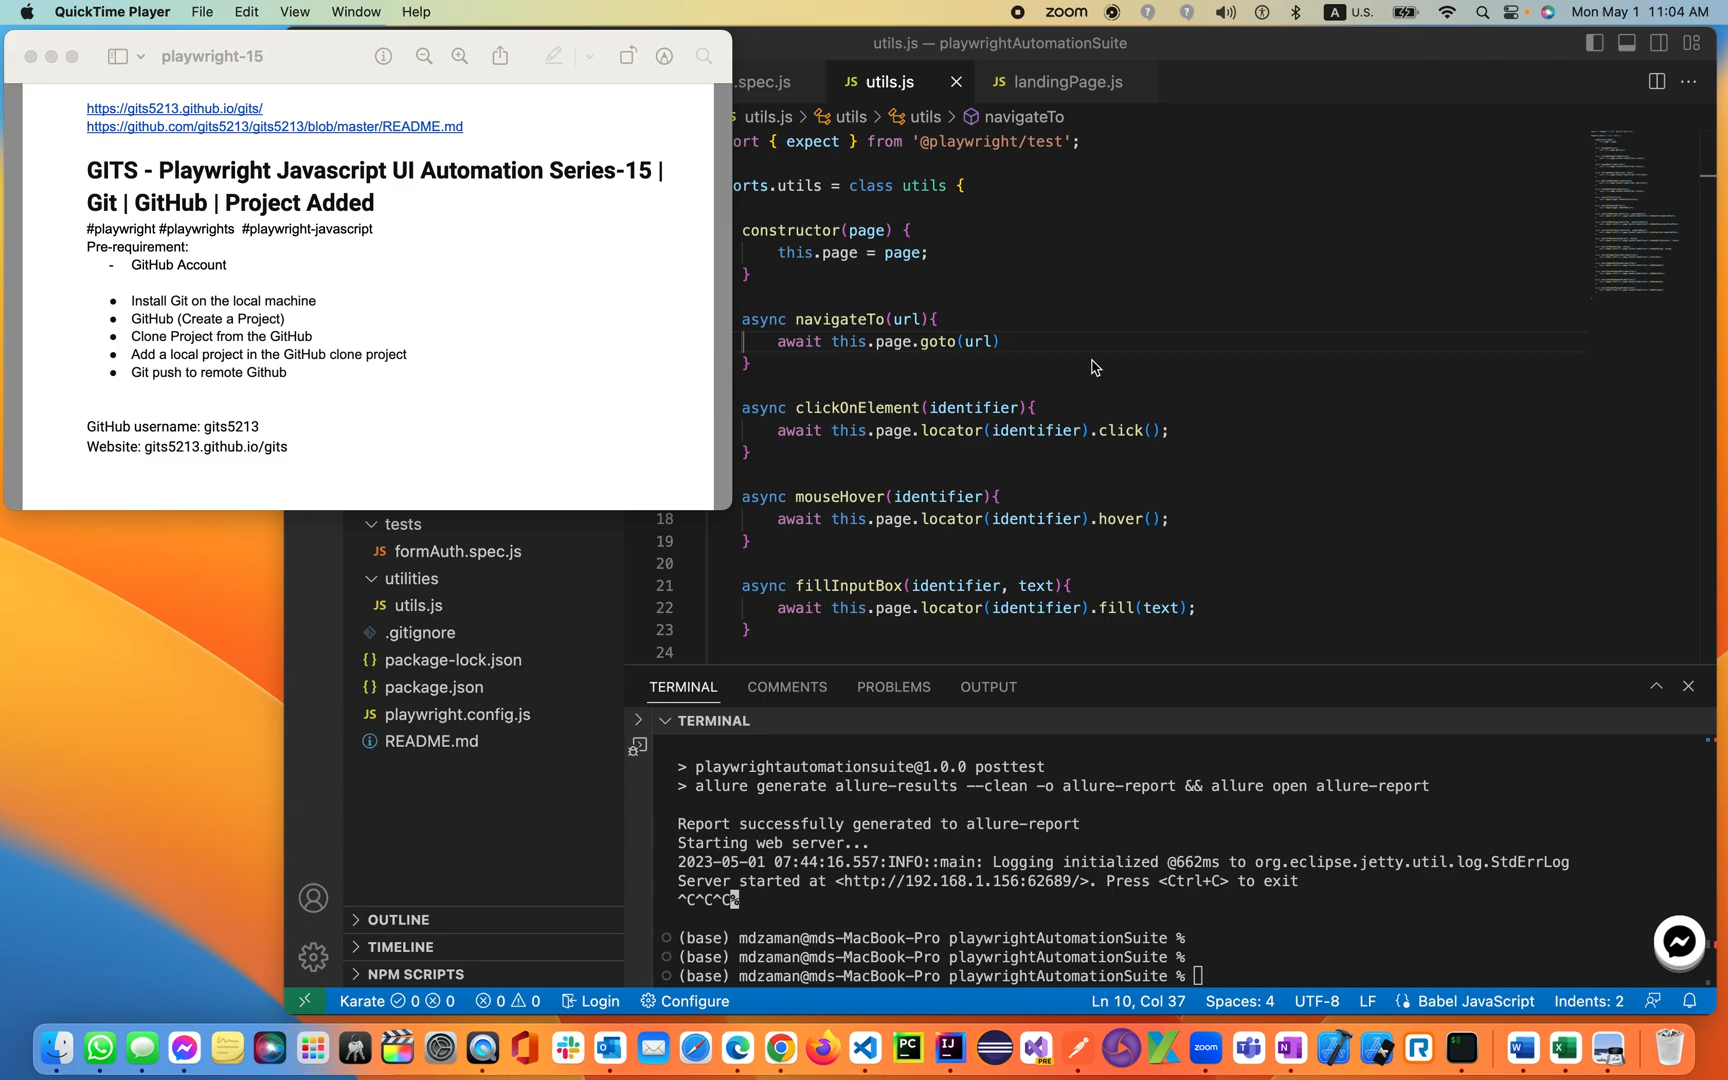 QuickTime Player File Edit View Window Help
zoom A U.S. Mon May 1 11:04 AM
playwright-15
https://gits5213.github.io/gits/
https://github.com/gits5213/gits5213/blob/master/README.md
GITS - Playwright Javascript UI Automation Series-15 |
Git | GitHub | Project Added
#playwright #playwrights #playwright-javascript
Pre-requirement:
- GitHub Account
● Install Git on the local machine
● GitHub (Create a Project)
● Clone Project from the GitHub
● Add a local project in the GitHub clone project
● Git push to remote Github
GitHub username: gits5213
Website: gits5213.github.io/gits
utils.js — playwrightAutomationSuite
.spec.js JS utils.js JS landingPage.js
utils.js > utils > utils > navigateTo
ort { expect } from '@playwright/test';
orts.utils = class utils {
constructor(page) {
this.page = page;
}
async navigateTo(url){
await this.page.goto(url)
}
async clickOnElement(identifier){
await this.page.locator(identifier).click();
}
async mouseHover(identifier){
18 await this.page.locator(identifier).hover();
19 }
20
21 async fillInputBox(identifier, text){
22 await this.page.locator(identifier).fill(text);
23 }
24
tests
JS formAuth.spec.js
utilities
JS utils.js
.gitignore
{} package-lock.json
{} package.json
JS playwright.config.js
README.md
OUTLINE
TIMELINE
NPM SCRIPTS
TERMINAL COMMENTS PROBLEMS OUTPUT
TERMINAL
> playwrightautomationsuite@1.0.0 posttest
> allure generate allure-results --clean -o allure-report && allure open allure-report
Report successfully generated to allure-report
Starting web server...
2023-05-01 07:44:16.557:INFO::main: Logging initialized @662ms to org.eclipse.jetty.util.log.StdErrLog
Server started at <http://192.168.1.156:62689/>. Press <Ctrl+C> to exit
^C^C^C%
(base) mdzaman@mds-MacBook-Pro playwrightAutomationSuite %
(base) mdzaman@mds-MacBook-Pro playwrightAutomationSuite %
(base) mdzaman@mds-MacBook-Pro playwrightAutomationSuite %
Karate 0 0 0 0 Login Configure Ln 10, Col 37 Spaces: 4 UTF-8 LF Babel JavaScript Indents: 2
PC IJ PRE zoom